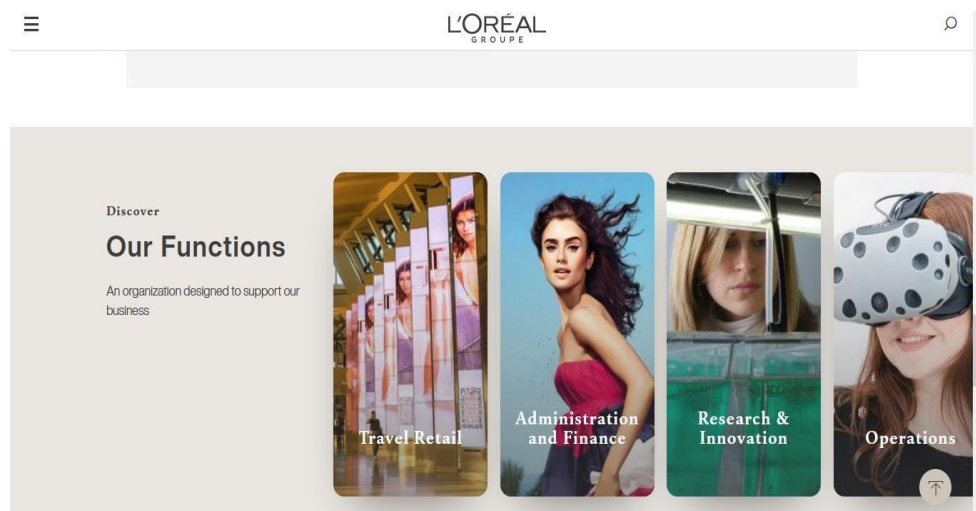 L'ORÉAL
GROUPE
Discover
Our Functions
An organization designed to support our
business
Travel Retail
Administration
and Finance
Research &
Innovation
Operations